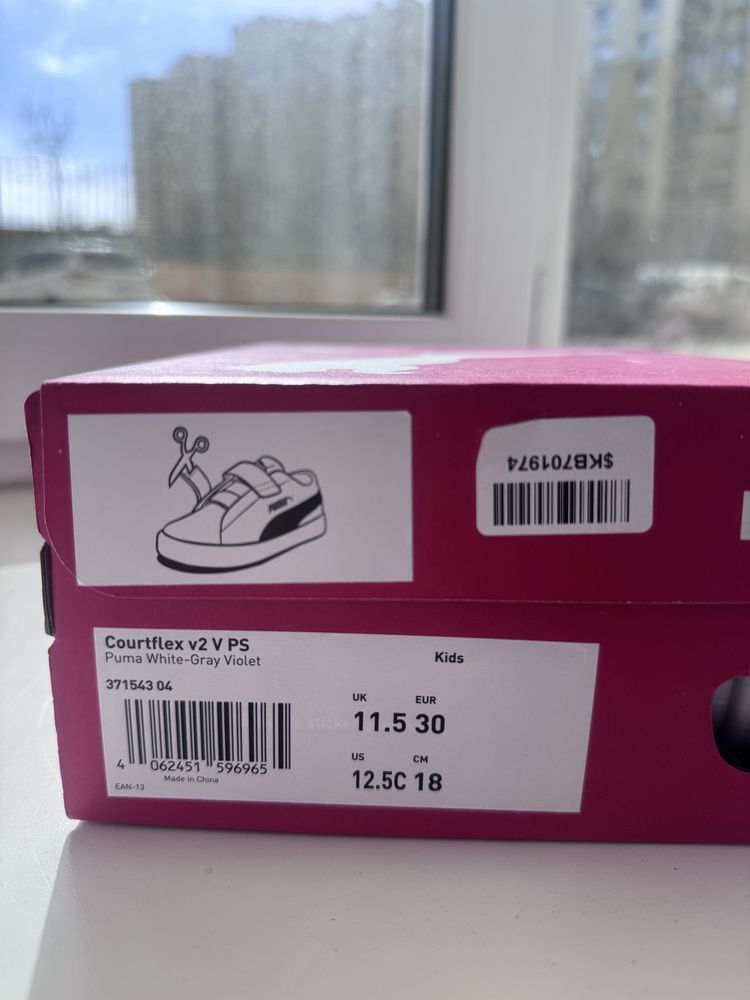 PUMA
$KB701974
Courtflex v2 V PS
Puma White-Gray Violet
Kids
371543 04
UK EUR
11.5 30
US CM
12.5C 18
4 062451 596965
Made in China
EAN-13